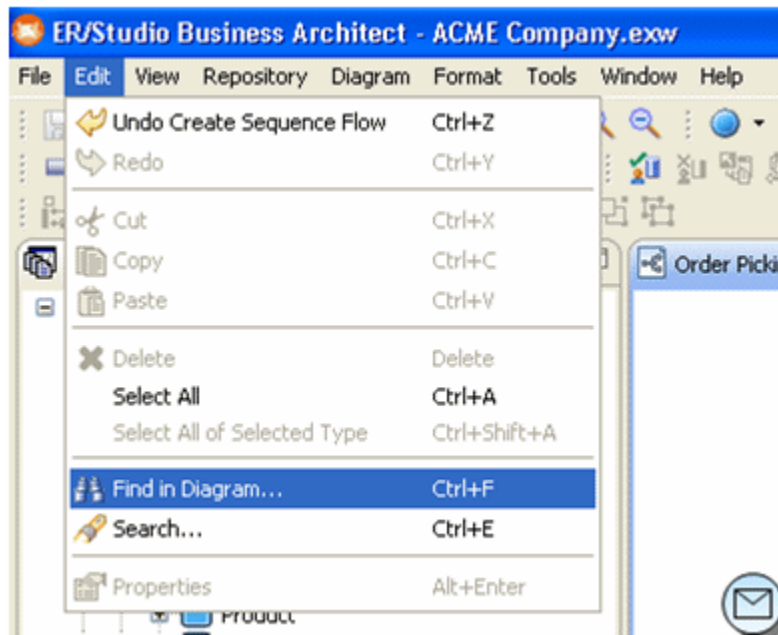 ER/Studio Business Architect - ACME Company.exw
File Edit View Repository Diagram Format Tools Window Help
Undo Create Sequence Flow Ctrl+Z
Redo Ctrl+Y
Cut Ctrl+X
Copy Ctrl+C
Paste Ctrl+V
Order Picki
Delete Delete
Select All Ctrl+A
Select All of Selected Type Ctrl+Shift+A
Find in Diagram... Ctrl+F
Search... Ctrl+E
Properties Alt+Enter
Product